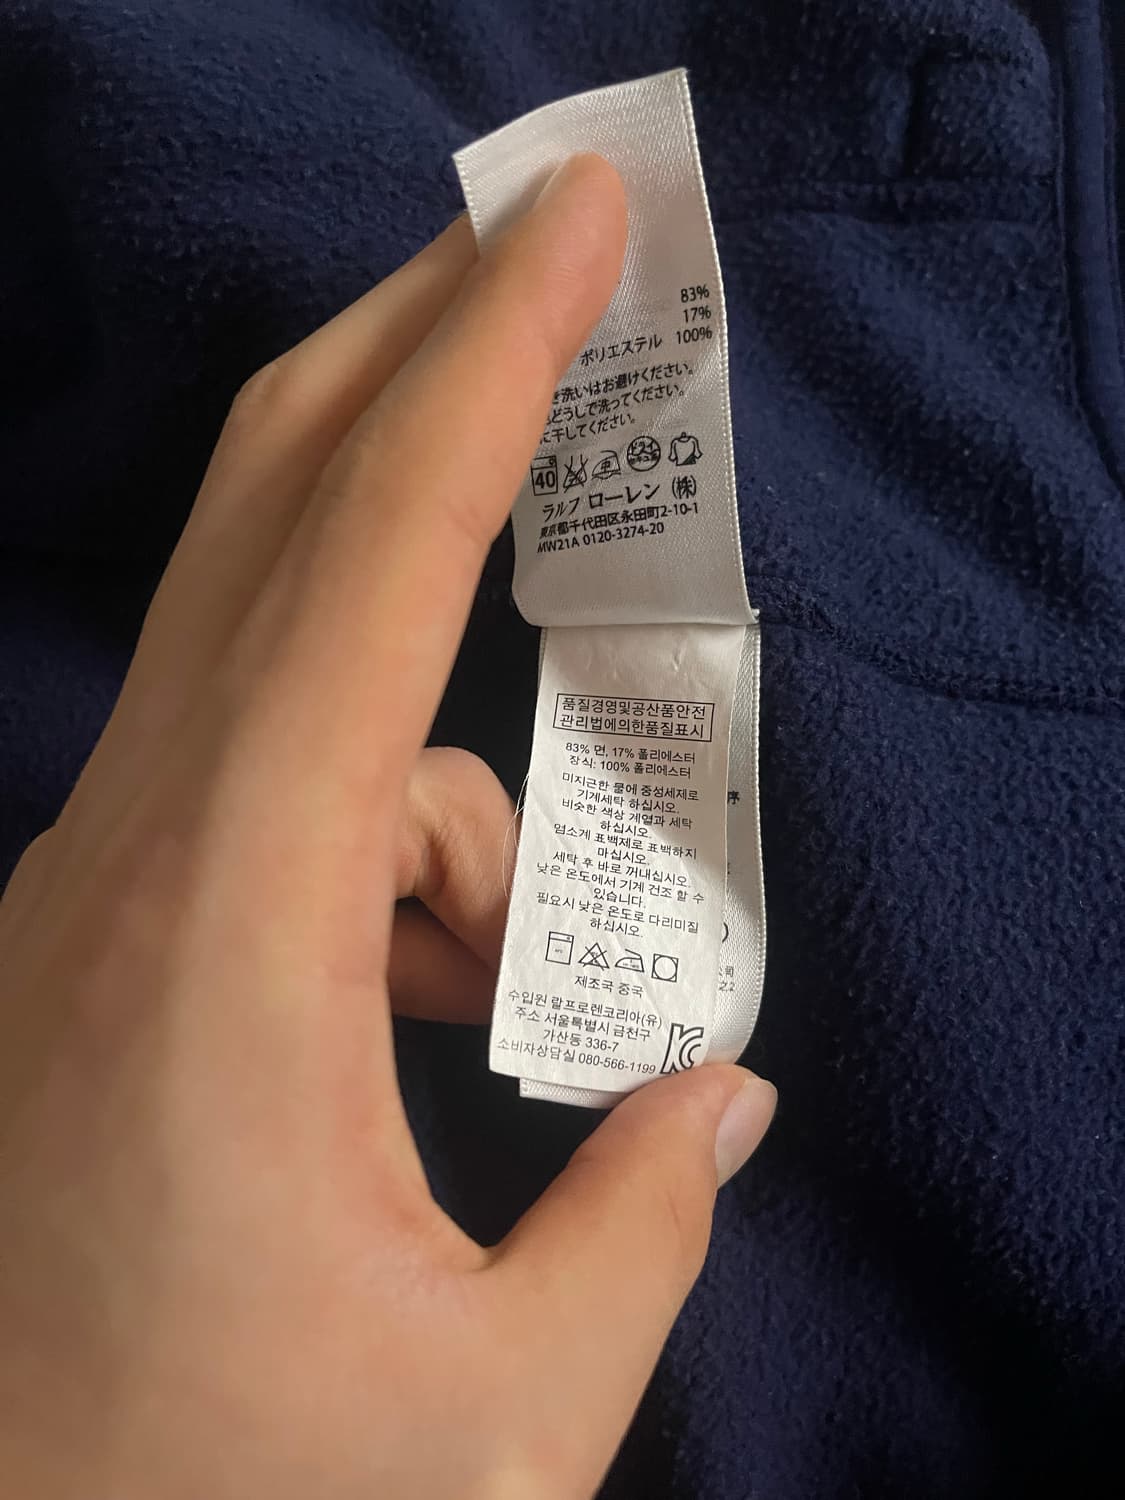 83%
17%
ポリエステル 100%
洗いはお避けください。
どうしで洗ってください。
に干してください。
40 中 ドライ
ラルフ ローレン (株)
東京都千代田区永田町2-10-1
MW21A 0120-3274-20
품질경영및공산품안전
관리법에의한품질표시
83% 면, 17% 폴리에스터
장식: 100% 폴리에스터
미지근한 물에 중성세제로
기계세탁 하십시오.
비슷한 색상 계열과 세탁
하십시오.
염소계 표백제로 표백하지
마십시오.
세탁 후 바로 꺼내십시오.
낮은 온도에서 기계 건조 할 수
있습니다.
필요시 낮은 온도로 다리미질
하십시오.
제조국 중국
수입원 랄프로렌코리아(유)
주소 서울특별시 금천구
가산동 336-7
소비자상담실 080-566-1199
序
司
22